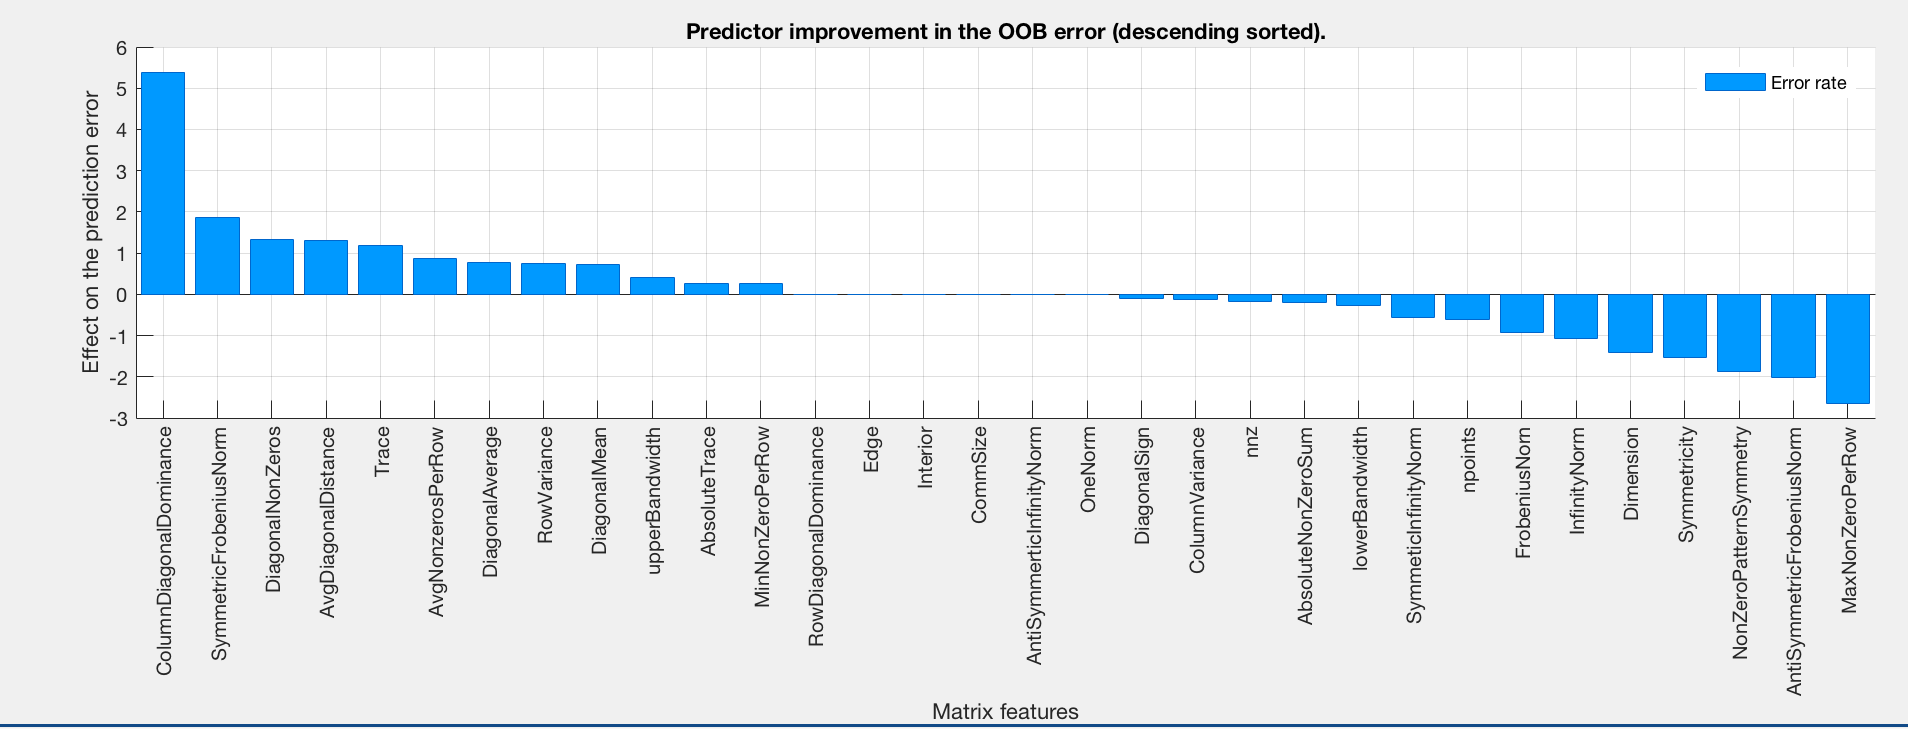 Predictor improvement in the OOB error (descending sorted).
Error rate
Effect on the prediction error
6
5
4
3
2
1
0
-1
-2
-3
ColumnDiagonalDominance
SymmetricFrobeniusNorm
DiagonalNonZeros
AvgDiagonalDistance
Trace
AvgNonzerosPerRow
DiagonalAverage
RowVariance
DiagonalMean
upperBandwidth
AbsoluteTrace
MinNonZeroPerRow
RowDiagonalDominance
Edge
Interior
CommSize
AntiSymmerticInfinityNorm
OneNorm
DiagonalSign
ColumnVariance
nnz
AbsoluteNonZeroSum
lowerBandwidth
SymmeticInfinityNorm
npoints
FrobeniusNom
InfinityNorm
Dimension
Symmetricity
NonZeroPatternSymmetry
AntiSymmetricFrobeniusNorm
MaxNonZeroPerRow
Matrix features